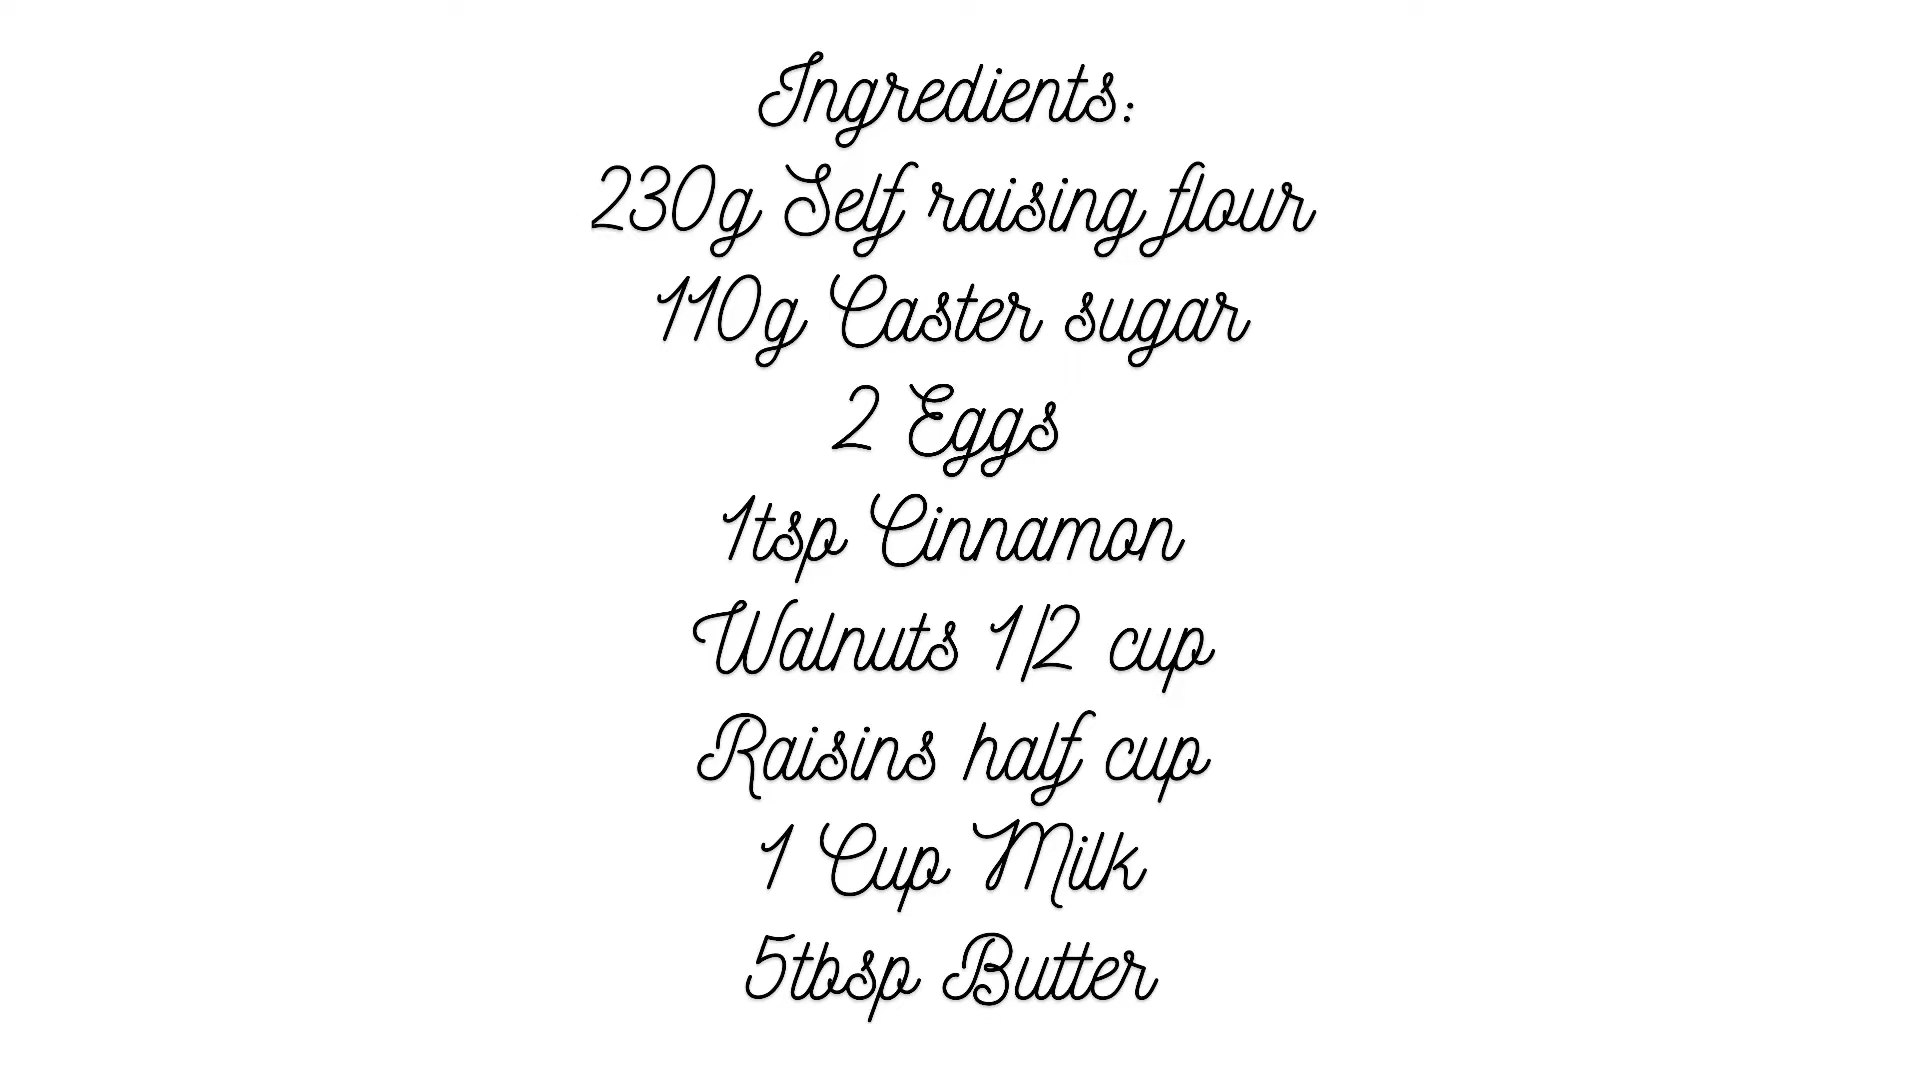 Ingredients:
230g Self raising flour
110g Caster sugar
2 Eggs
1tsp Cinnamon
Walnuts 1/2 cup
Raisins half cup
1 Cup Milk
5tbsp Butter